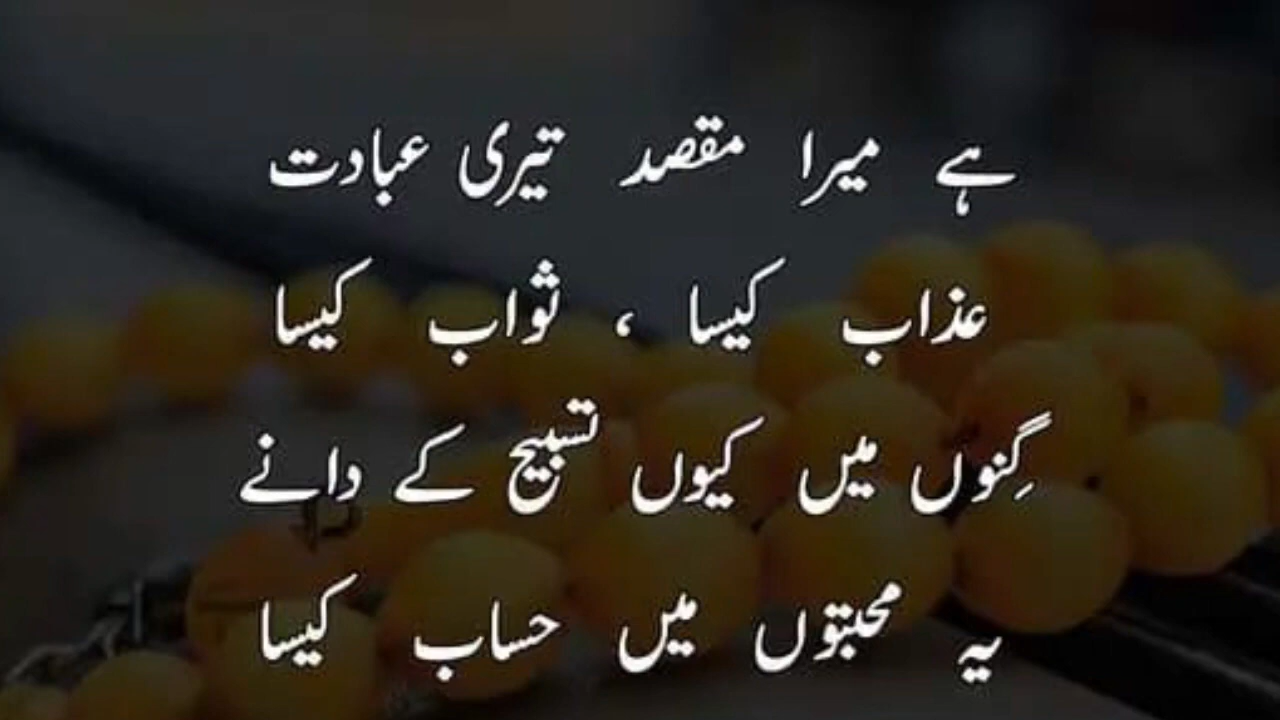 ہے میرا مقصد تیری عبادت
عذاب کیسا ، ثواب کیسا
گِنوں میں کیوں تسبیح کے دانے
یہ محبتوں میں حساب کیسا